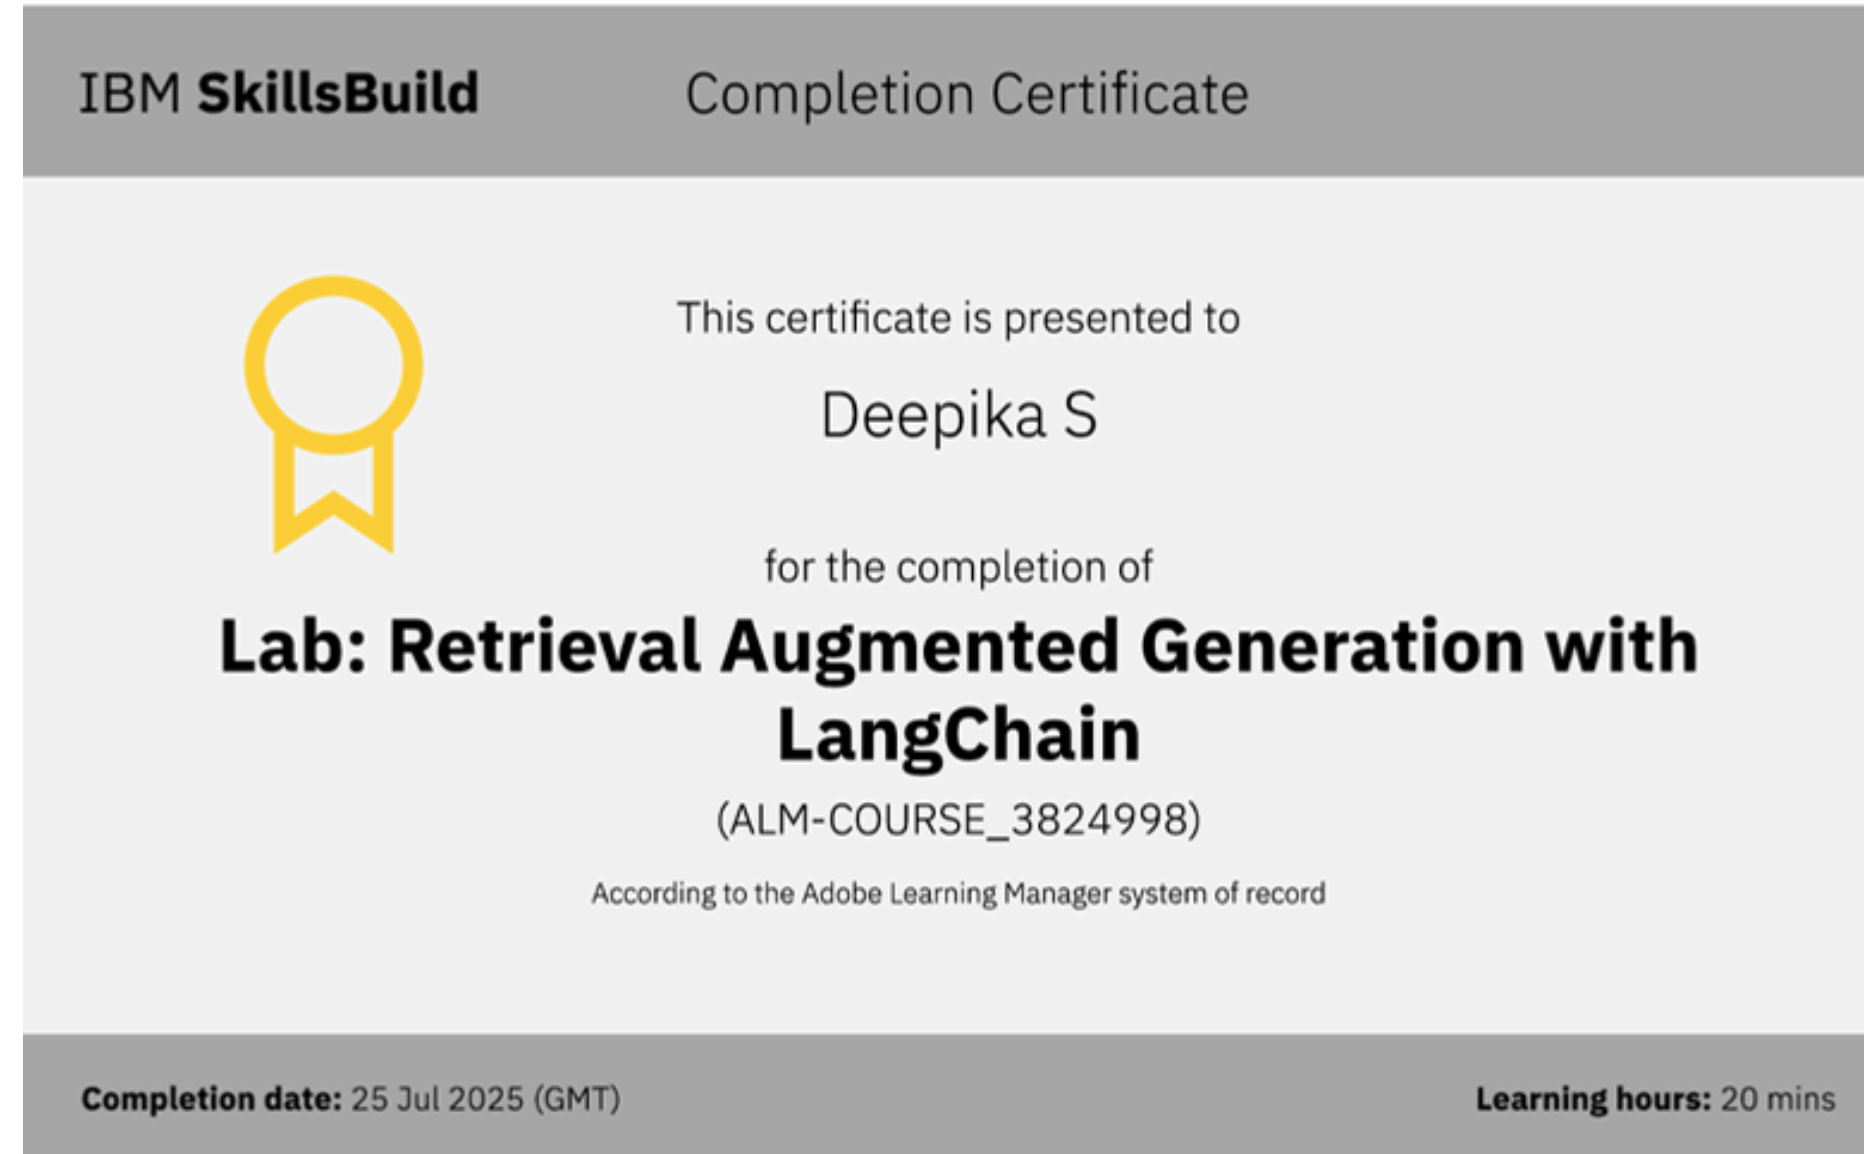 IBM SkillsBuild
Completion Certificate
This certificate is presented to
Deepika S
for the completion of
Lab: Retrieval Augmented Generation with
LangChain
(ALM-COURSE_3824998)
According to the Adobe Learning Manager system of record
Completion date: 25 Jul 2025 (GMT)
Learning hours: 20 mins